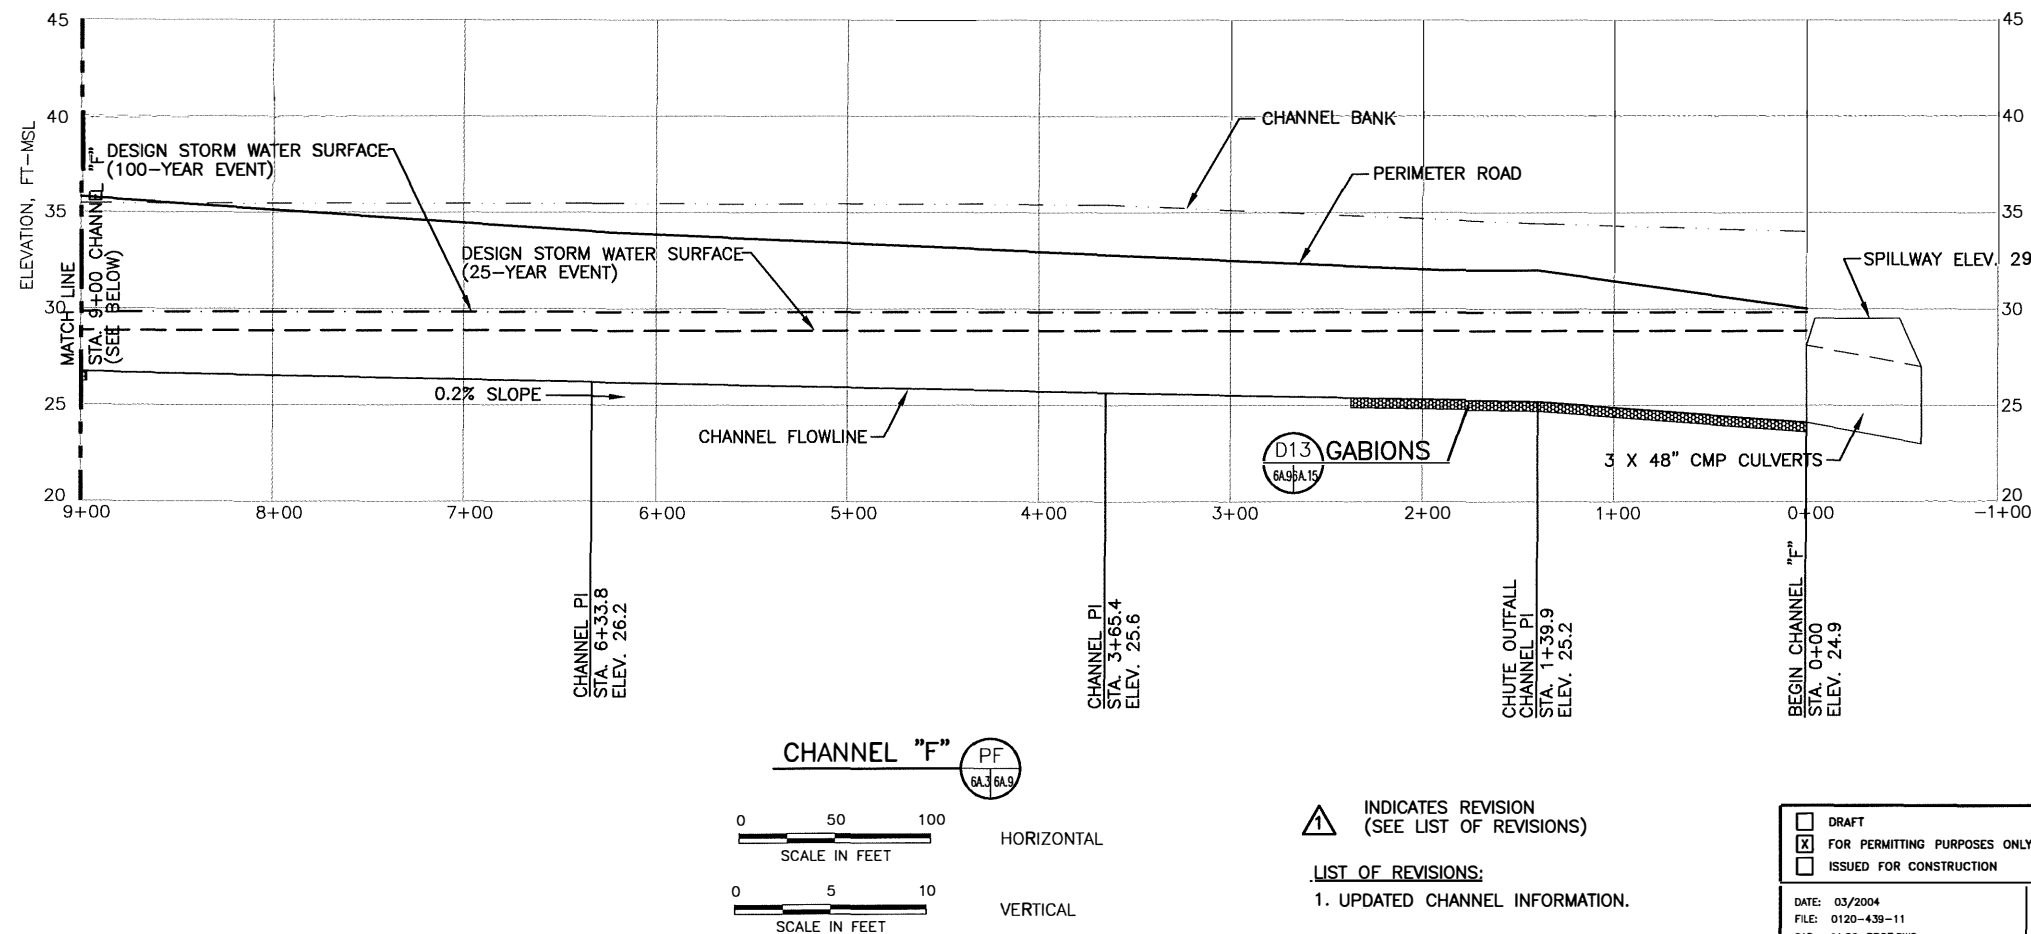 45
45
40
40
35
35
30
30
25
25
20
20
ELEVATION, FT-MSL
MATCH LINE
STA. 9+00 CHANNEL "F"
(SEE BELOW)
DESIGN STORM WATER SURFACE
(100-YEAR EVENT)
DESIGN STORM WATER SURFACE
(25-YEAR EVENT)
CHANNEL BANK
PERIMETER ROAD
SPILLWAY ELEV. 29
0.2% SLOPE
CHANNEL FLOWLINE
D13
6A.9 6A.15
GABIONS
3 X 48" CMP CULVERTS
9+00 8+00 7+00 6+00 5+00 4+00 3+00 2+00 1+00 0+00 -1+00
CHANNEL PI
STA. 6+33.8
ELEV. 26.2
CHANNEL PI
STA. 3+65.4
ELEV. 25.6
CHUTE OUTFALL
CHANNEL PI
STA. 1+39.9
ELEV. 25.2
BEGIN CHANNEL "F"
STA. 0+00
ELEV. 24.9
CHANNEL "F"
PF
6A.3 6A.9
0 50 100
SCALE IN FEET
HORIZONTAL
0 5 10
SCALE IN FEET
VERTICAL
1
INDICATES REVISION
(SEE LIST OF REVISIONS)
LIST OF REVISIONS:
1. UPDATED CHANNEL INFORMATION.
DRAFT
X FOR PERMITTING PURPOSES ONLY
ISSUED FOR CONSTRUCTION
DATE: 03/2004
FILE: 0120-439-11